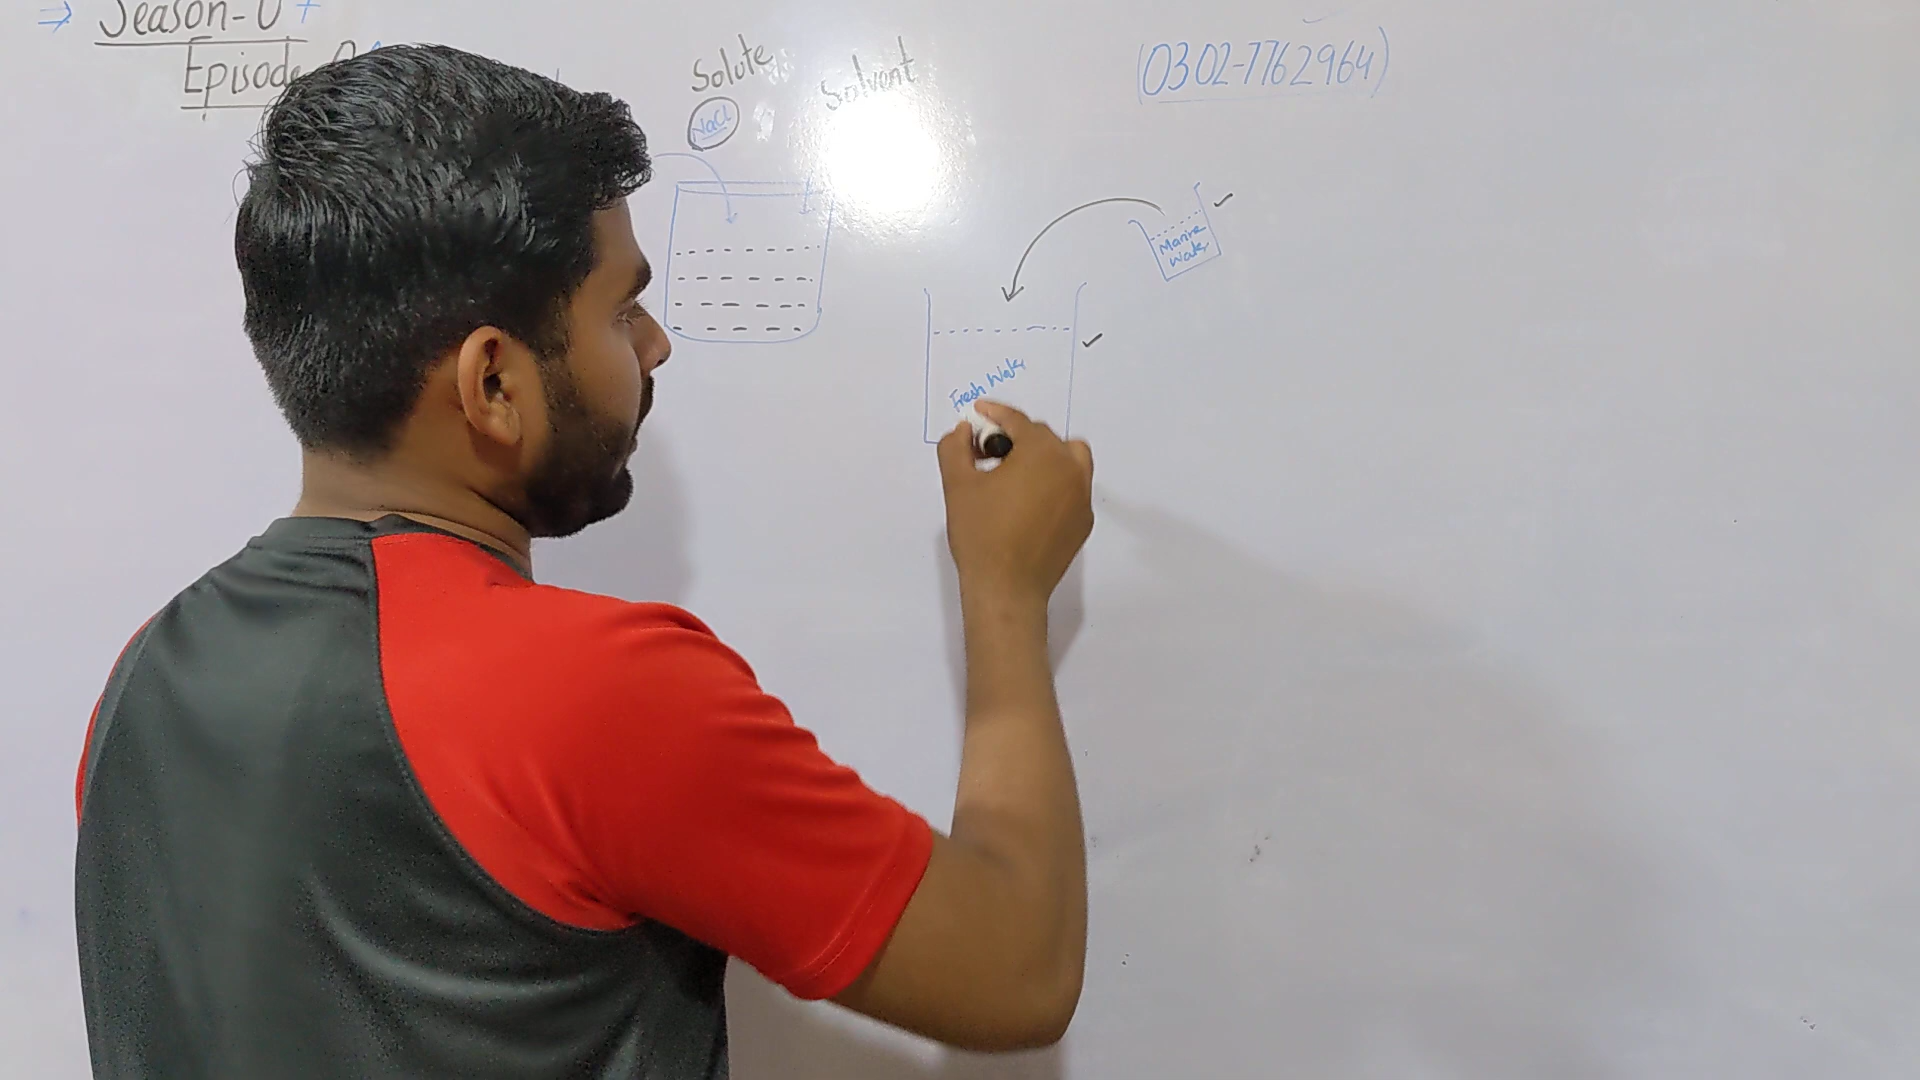 ⇒ Season-0
Episode
Solute
Solvent
NaCl
(0302-7762964)
Marine
Water
Fresh Water